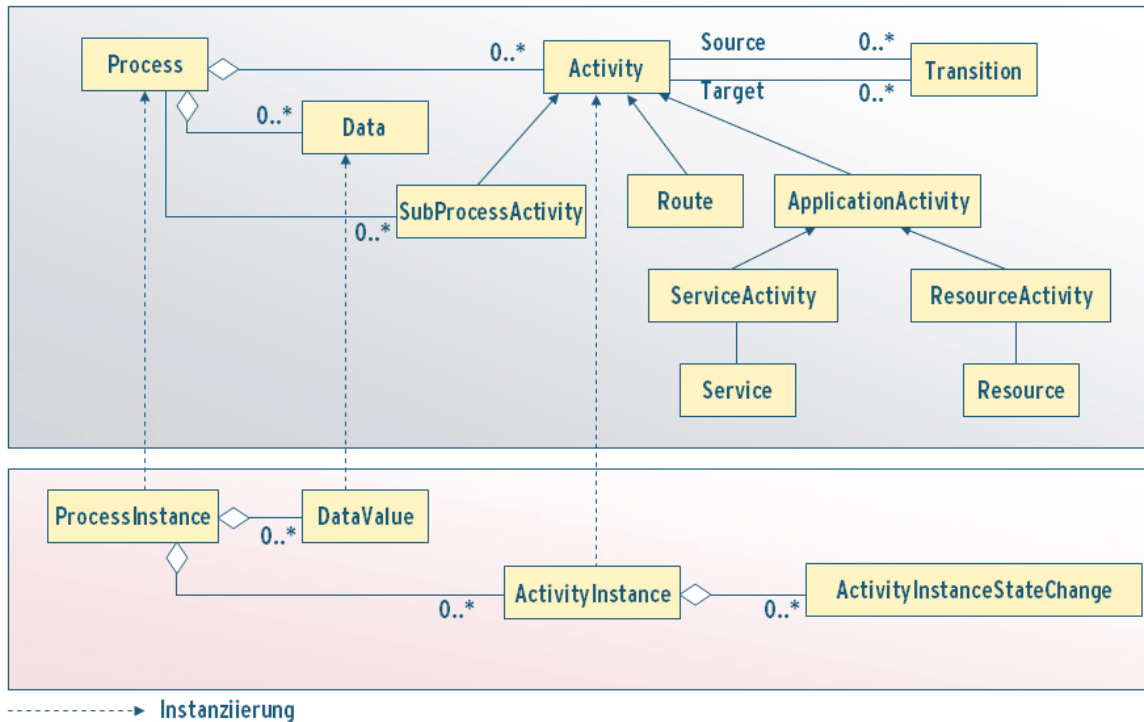 Source
0..*
0..*
Process
Activity
Transition
Target
0..*
0..*
Data
SubProcessActivity
0..*
Route
ApplicationActivity
ServiceActivity
ResourceActivity
Service
Resource
ProcessInstance
DataValue
0..*
ActivityInstance
ActivityInstanceStateChange
0..*
0..*
Instanziierung